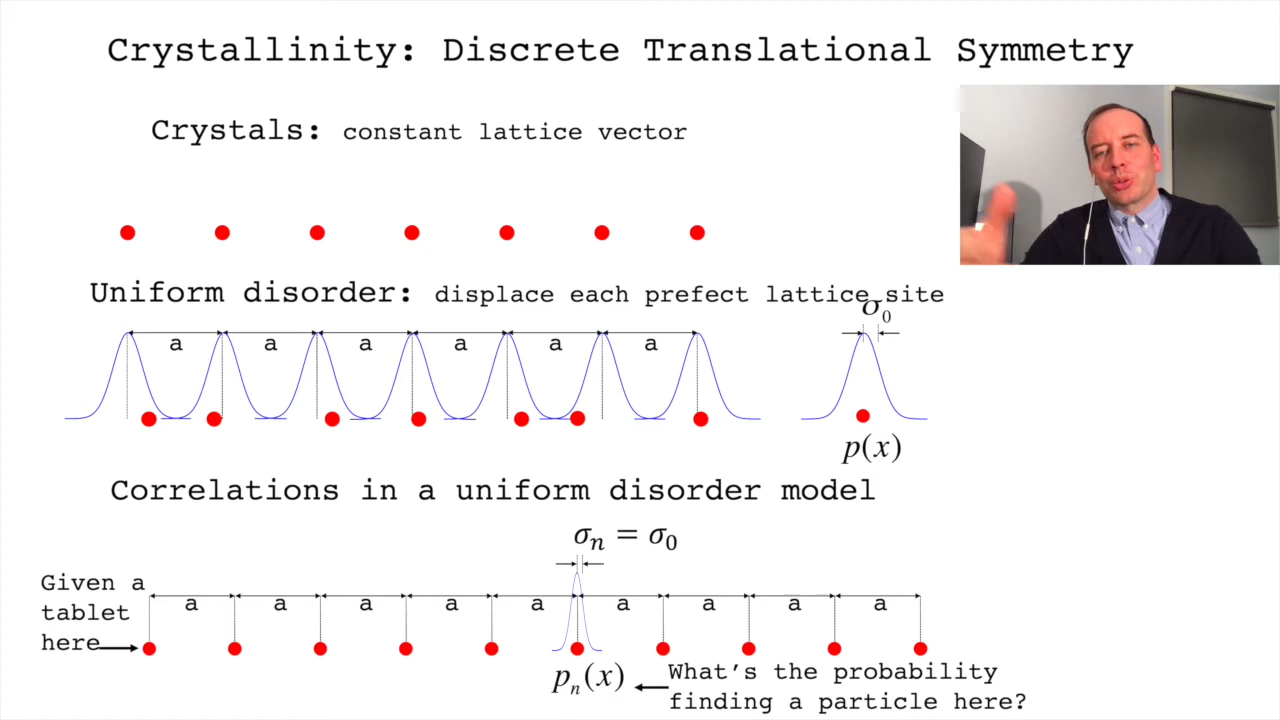 Crystallinity: Discrete Translational Symmetry
Crystals: constant lattice vector
Uniform disorder: displace each prefect lattice site
σ₀
a a a a a a
p(x)
Correlations in a uniform disorder model
σₙ = σ₀
Given a
tablet
here
a a a a a a a a a
pₙ(x)
What's the probability
finding a particle here?